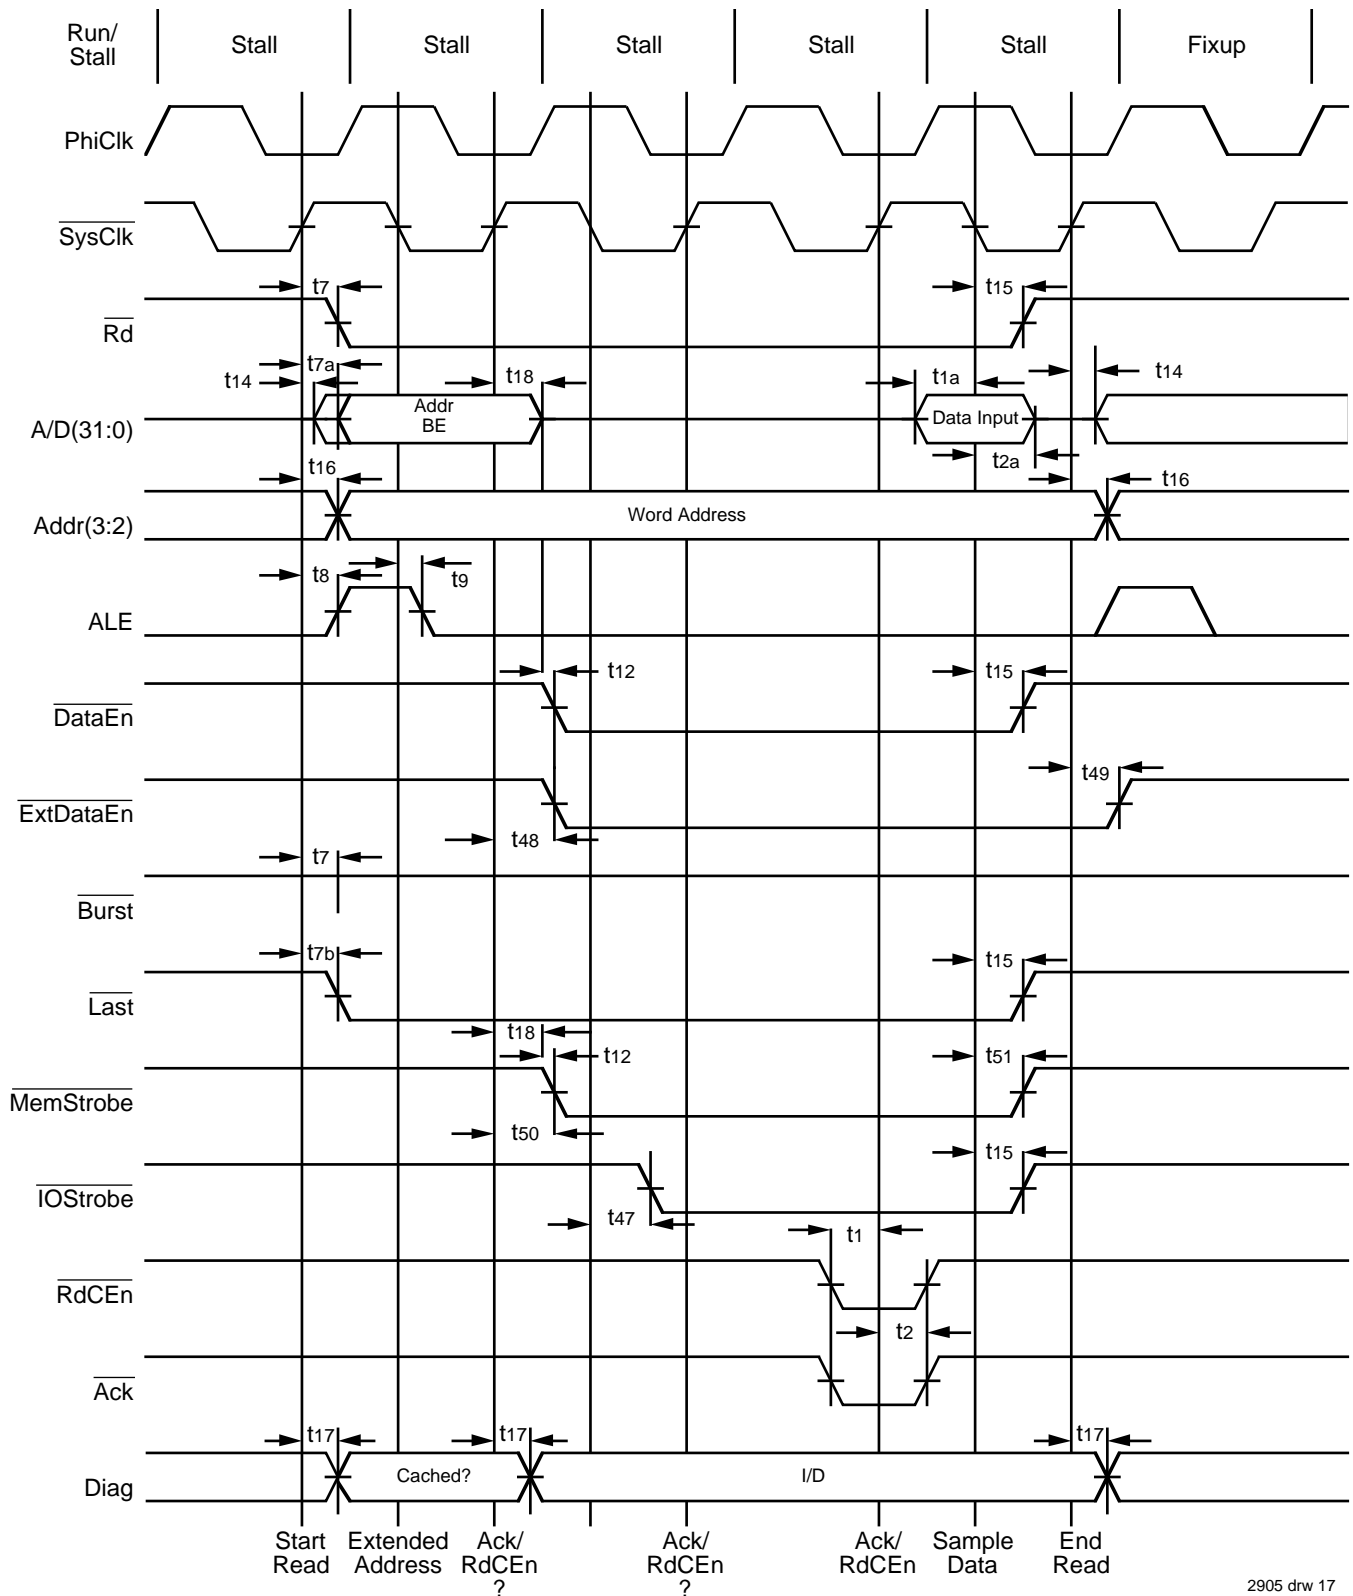 Run/
Stall
Stall
Stall
Stall
Stall
Stall
Fixup
PhiClk
SysClk
t7
t15
Rd
t7a
t14
t18
t1a
t14
Addr
BE
Data Input
A/D(31:0)
t2a
t16
t16
Word Address
Addr(3:2)
t8
t9
ALE
t12
t15
DataEn
t49
ExtDataEn
t48
t7
Burst
t7b
t15
Last
t18
t12
t51
MemStrobe
t50
t15
IOStrobe
t47
t1
RdCEn
t2
Ack
t17
t17
t17
Cached?
I/D
Diag
Start
Read
Extended
Address
Ack/
RdCEn
?
Ack/
RdCEn
?
Ack/
RdCEn
Sample
Data
End
Read
2905 drw 17